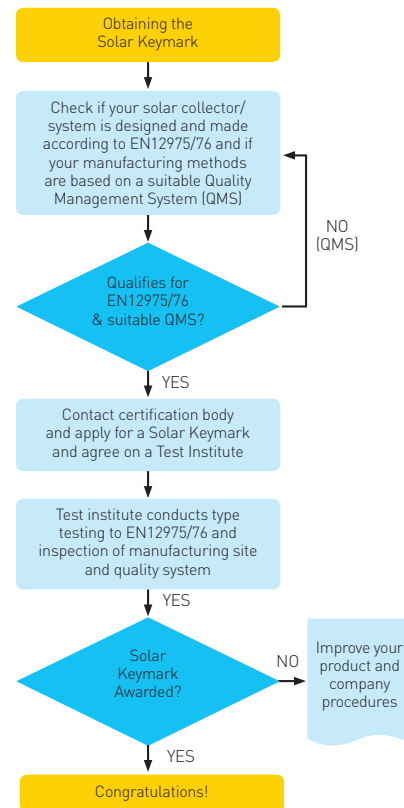 Obtaining the
Solar Keymark
Check if your solar collector/
system is designed and made
according to EN12975/76 and if
your manufacturing methods
are based on a suitable Quality
Management System (QMS)
NO
(QMS)
Qualifies for
EN12975/76
& suitable QMS?
YES
Contact certification body
and apply for a Solar Keymark
and agree on a Test Institute
Test institute conducts type
testing to EN12975/76 and
inspection of manufacturing site
and quality system
YES
Solar
Keymark
Awarded?
NO
Improve your
product and
company
procedures
YES
Congratulations!